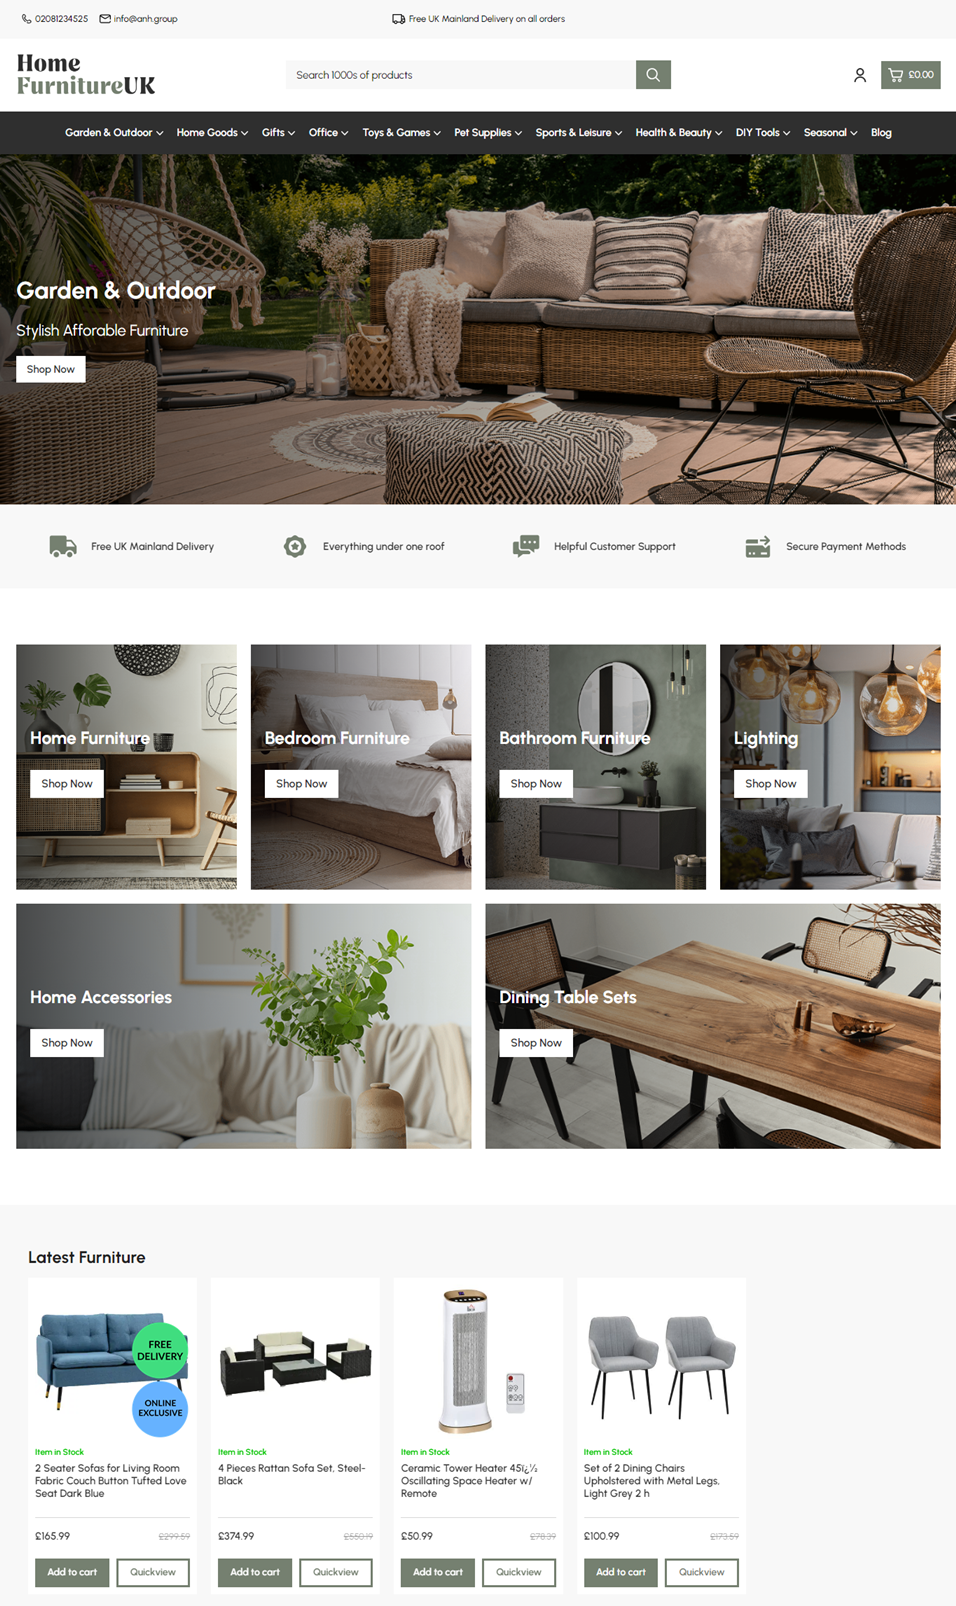 02081234525 info@anh.group Free UK Mainland Delivery on all orders
Home
FurnitureUK
Search 1000s of products
£0.00
Garden & Outdoor Home Goods Gifts Office Toys & Games Pet Supplies Sports & Leisure Health & Beauty DIY Tools Seasonal Blog
Garden & Outdoor
Stylish Afforable Furniture
Shop Now
Free UK Mainland Delivery Everything under one roof Helpful Customer Support Secure Payment Methods
Home Furniture Bedroom Furniture Bathroom Furniture Lighting
Shop Now Shop Now Shop Now Shop Now
Home Accessories Dining Table Sets
Shop Now Shop Now
Latest Furniture
FREE
DELIVERY
ONLINE
EXCLUSIVE
Item in Stock
2 Seater Sofas for Living Room
Fabric Couch Button Tufted Love
Seat Dark Blue
£165.99 £299.59
Add to cart Quickview
Item in Stock
4 Pieces Rattan Sofa Set, Steel-
Black
£374.99 £550.19
Add to cart Quickview
Item in Stock
Ceramic Tower Heater 45ï¿½
Oscillating Space Heater w/
Remote
£50.99 £78.39
Add to cart Quickview
Item in Stock
Set of 2 Dining Chairs
Upholstered with Metal Legs,
Light Grey 2 h
£100.99 £173.59
Add to cart Quickview